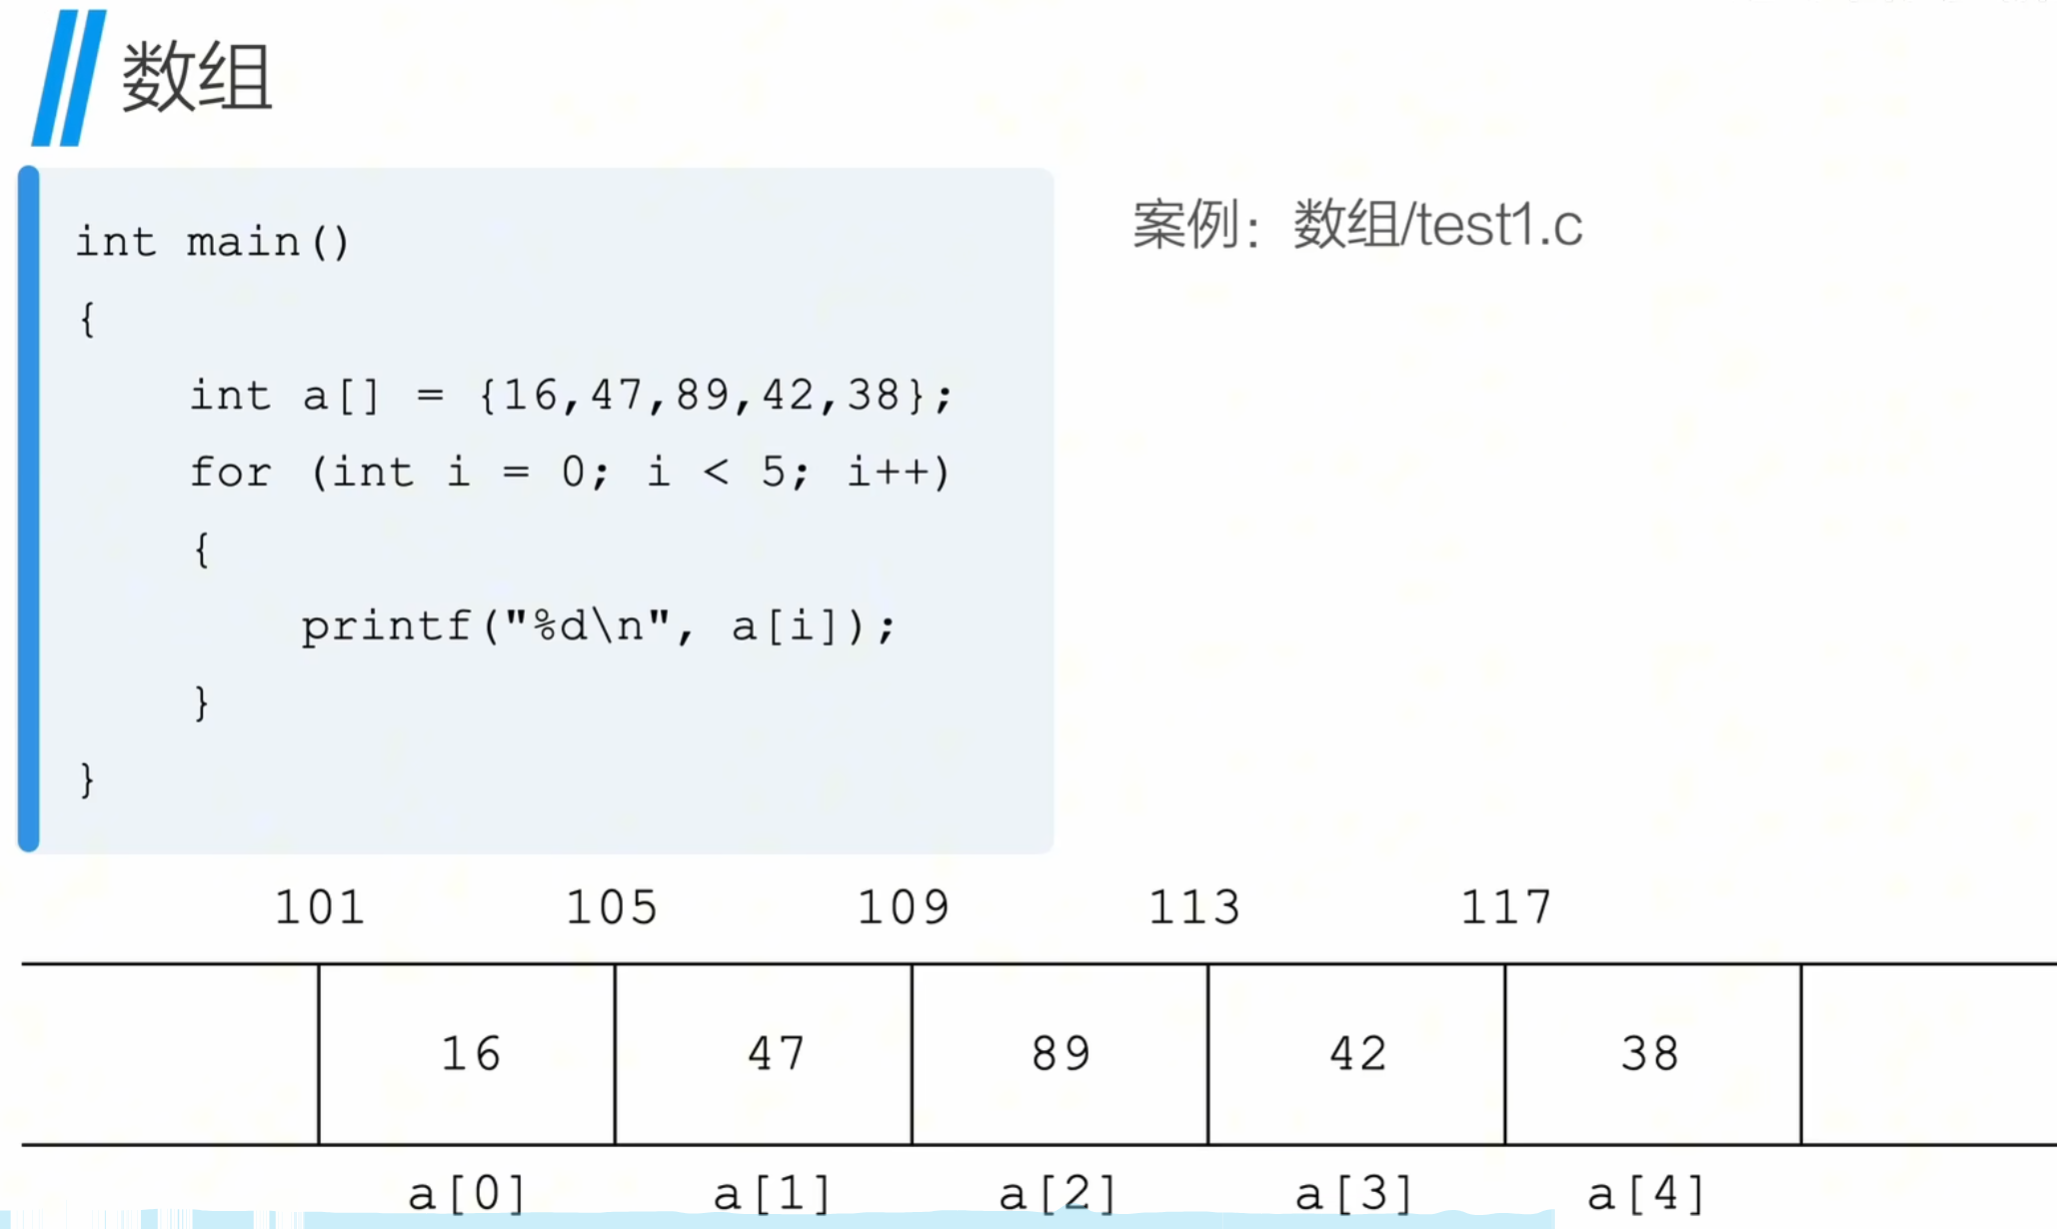 数组
int main()
{
int a[] = {16,47,89,42,38};
for (int i = 0; i < 5; i++)
{
printf("%d\n", a[i]);
}
}
案例：数组/test1.c
101 105 109 113 117
16 47 89 42 38
a[0] a[1] a[2] a[3] a[4]